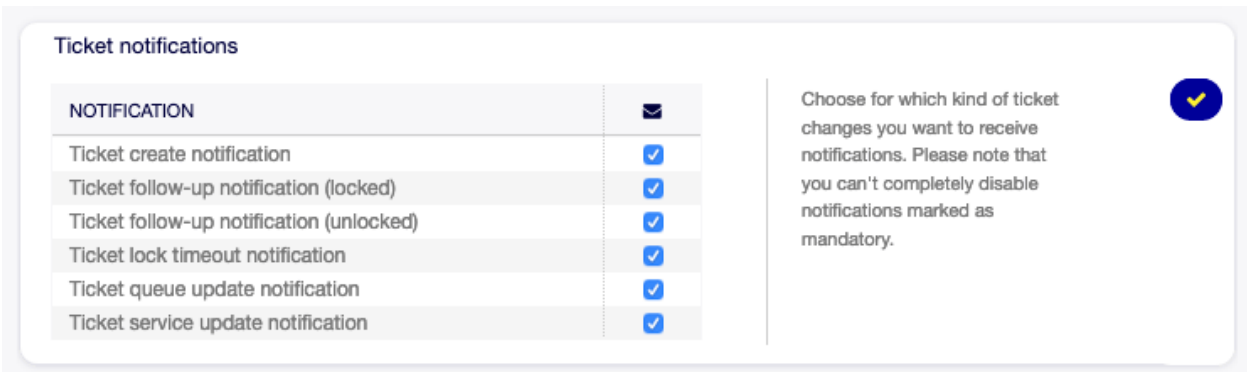 Ticket notifications
NOTIFICATION
Ticket create notification
Ticket follow-up notification (locked)
Ticket follow-up notification (unlocked)
Ticket lock timeout notification
Ticket queue update notification
Ticket service update notification
Choose for which kind of ticket
changes you want to receive
notifications. Please note that
you can't completely disable
notifications marked as
mandatory.